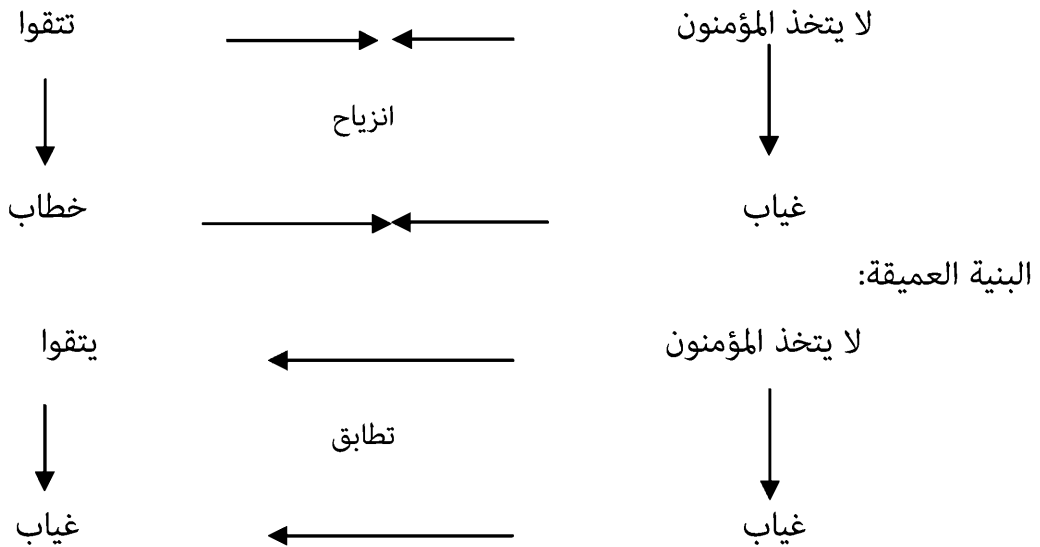 لا يتخذ المؤمنون تتقوا
انزياح
غياب خطاب
البنية العميقة:
لا يتخذ المؤمنون يتقوا
تطابق
غياب غياب